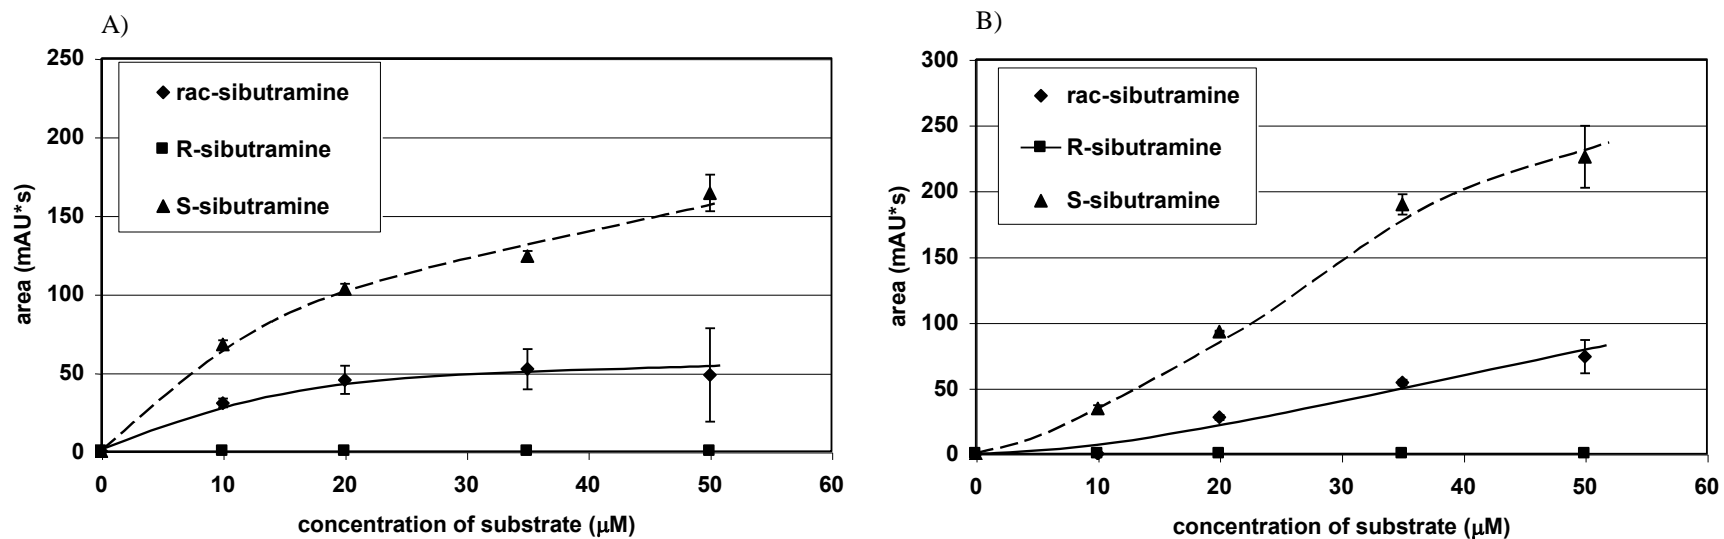 A)
250
200
150
100
50
0
area (mAU*s)
rac-sibutramine
R-sibutramine
S-sibutramine
0 10 20 30 40 50 60
concentration of substrate (μM)
B)
300
250
200
150
100
50
0
area (mAU*s)
rac-sibutramine
R-sibutramine
S-sibutramine
0 10 20 30 40 50 60
concentration of substrate (μM)